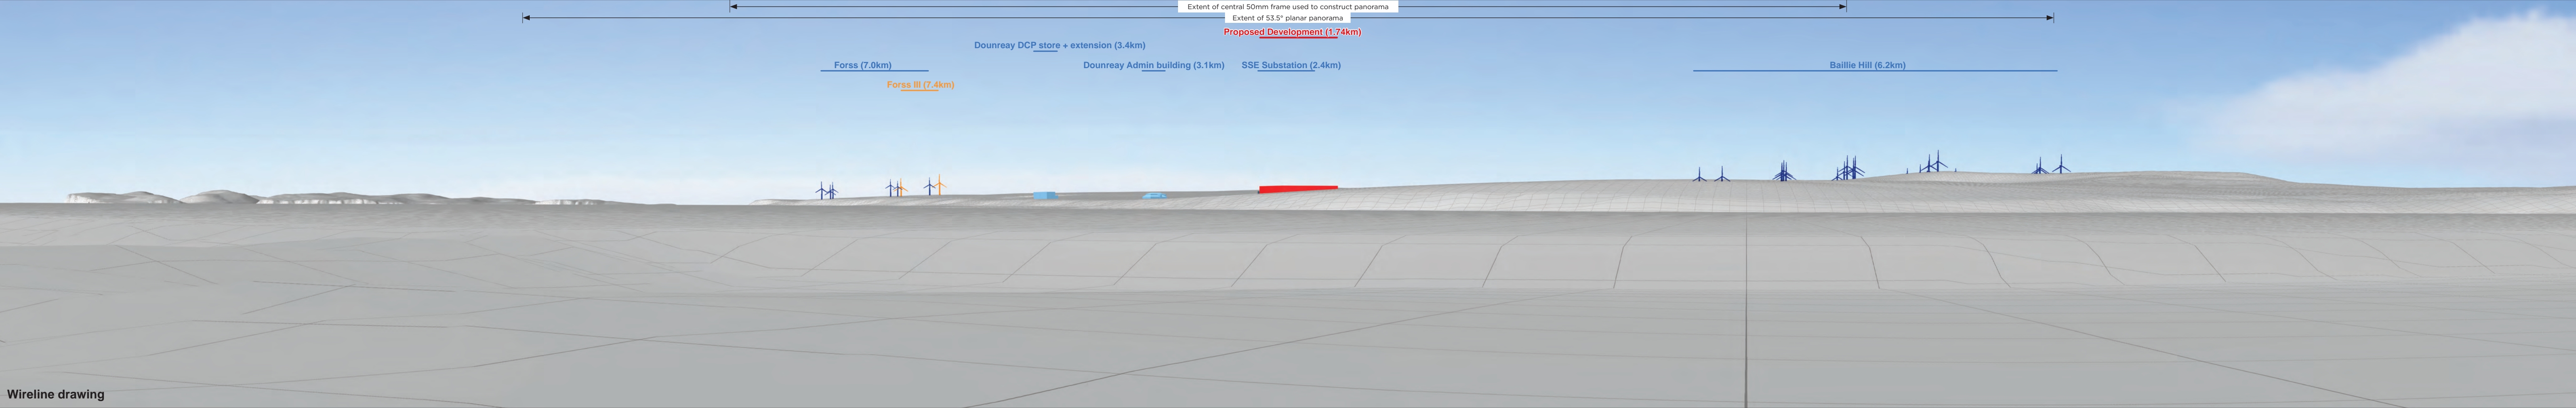 Extent of central 50mm frame used to construct panorama
Extent of 53.5° planar panorama
Proposed Development (1.74km)
Dounreay DCP store + extension (3.4km)
Forss (7.0km)
Dounreay Admin building (3.1km)
SSE Substation (2.4km)
Baillie Hill (6.2km)
Forss III (7.4km)
Wireline drawing